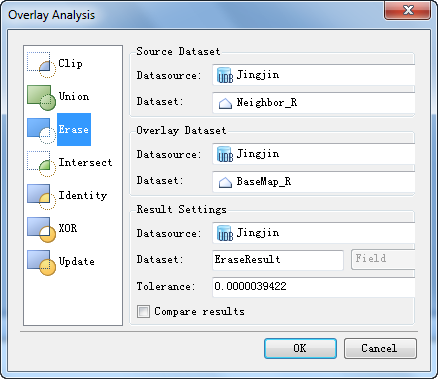 Overlay Analysis
Clip
Union
Erase
Intersect
Identity
XOR
Update
Source Dataset
Datasource: UDB Jingjin
Dataset: Neighbor_R
Overlay Dataset
Datasource: UDB Jingjin
Dataset: BaseMap_R
Result Settings
Datasource: UDB Jingjin
Dataset: EraseResult Field
Tolerance: 0.0000039422
Compare results
OK Cancel